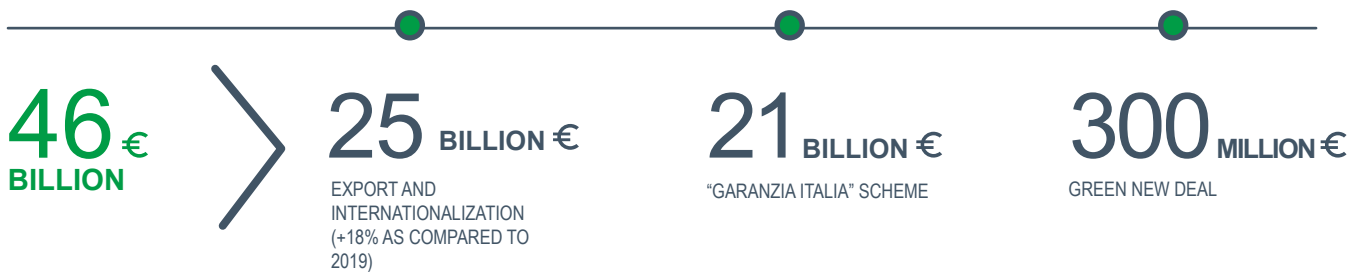 46 €
BILLION
25 BILLION €
EXPORT AND
INTERNATIONALIZATION
(+18% AS COMPARED TO
2019)
21 BILLION €
“GARANZIA ITALIA” SCHEME
300 MILLION €
GREEN NEW DEAL